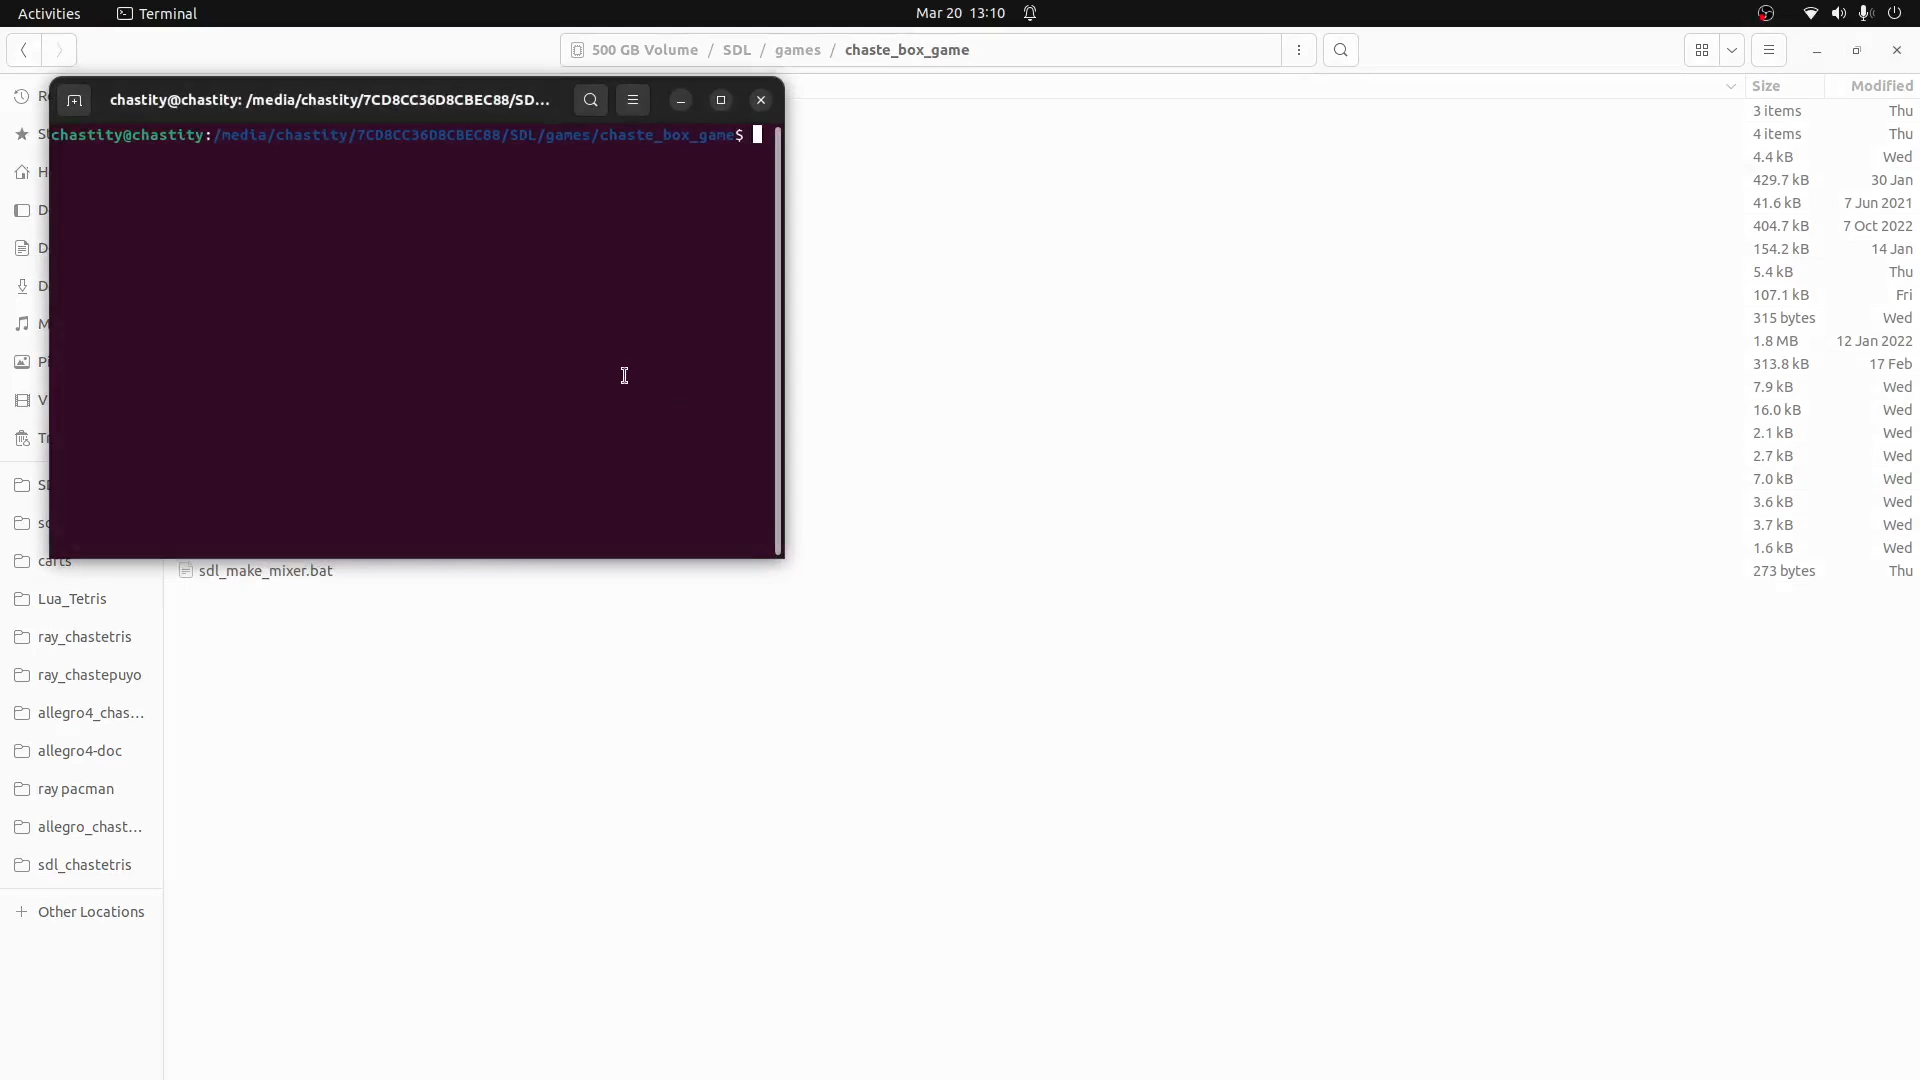 Activities Terminal Mar 20 13:10
500 GB Volume / SDL / games / chaste_box_game
chastity@chastity: /media/chastity/7CD8CC36D8CBEC88/SD...
chastity@chastity:/media/chastity/7CD8CC36D8CBEC88/SDL/games/chaste_box_game$
Size Modified
3 items Thu
4 items Thu
4.4 kB Wed
429.7 kB 30 Jan
41.6 kB 7 Jun 2021
404.7 kB 7 Oct 2022
154.2 kB 14 Jan
5.4 kB Thu
107.1 kB Fri
315 bytes Wed
1.8 MB 12 Jan 2022
313.8 kB 17 Feb
7.9 kB Wed
16.0 kB Wed
2.1 kB Wed
2.7 kB Wed
7.0 kB Wed
3.6 kB Wed
3.7 kB Wed
1.6 kB Wed
sdl_make_mixer.bat 273 bytes Thu
carts
Lua_Tetris
ray_chastetris
ray_chastepuyo
allegro4_chas...
allegro4-doc
ray pacman
allegro_chast...
sdl_chastetris
+ Other Locations